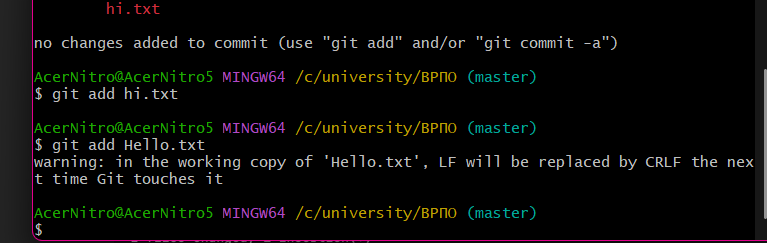 hi.txt
no changes added to commit (use "git add" and/or "git commit -a")
AcerNitro@AcerNitro5 MINGW64 /c/university/ВРПО (master)
$ git add hi.txt
AcerNitro@AcerNitro5 MINGW64 /c/university/ВРПО (master)
$ git add Hello.txt
warning: in the working copy of 'Hello.txt', LF will be replaced by CRLF the nex
t time Git touches it
AcerNitro@AcerNitro5 MINGW64 /c/university/ВРПО (master)
$